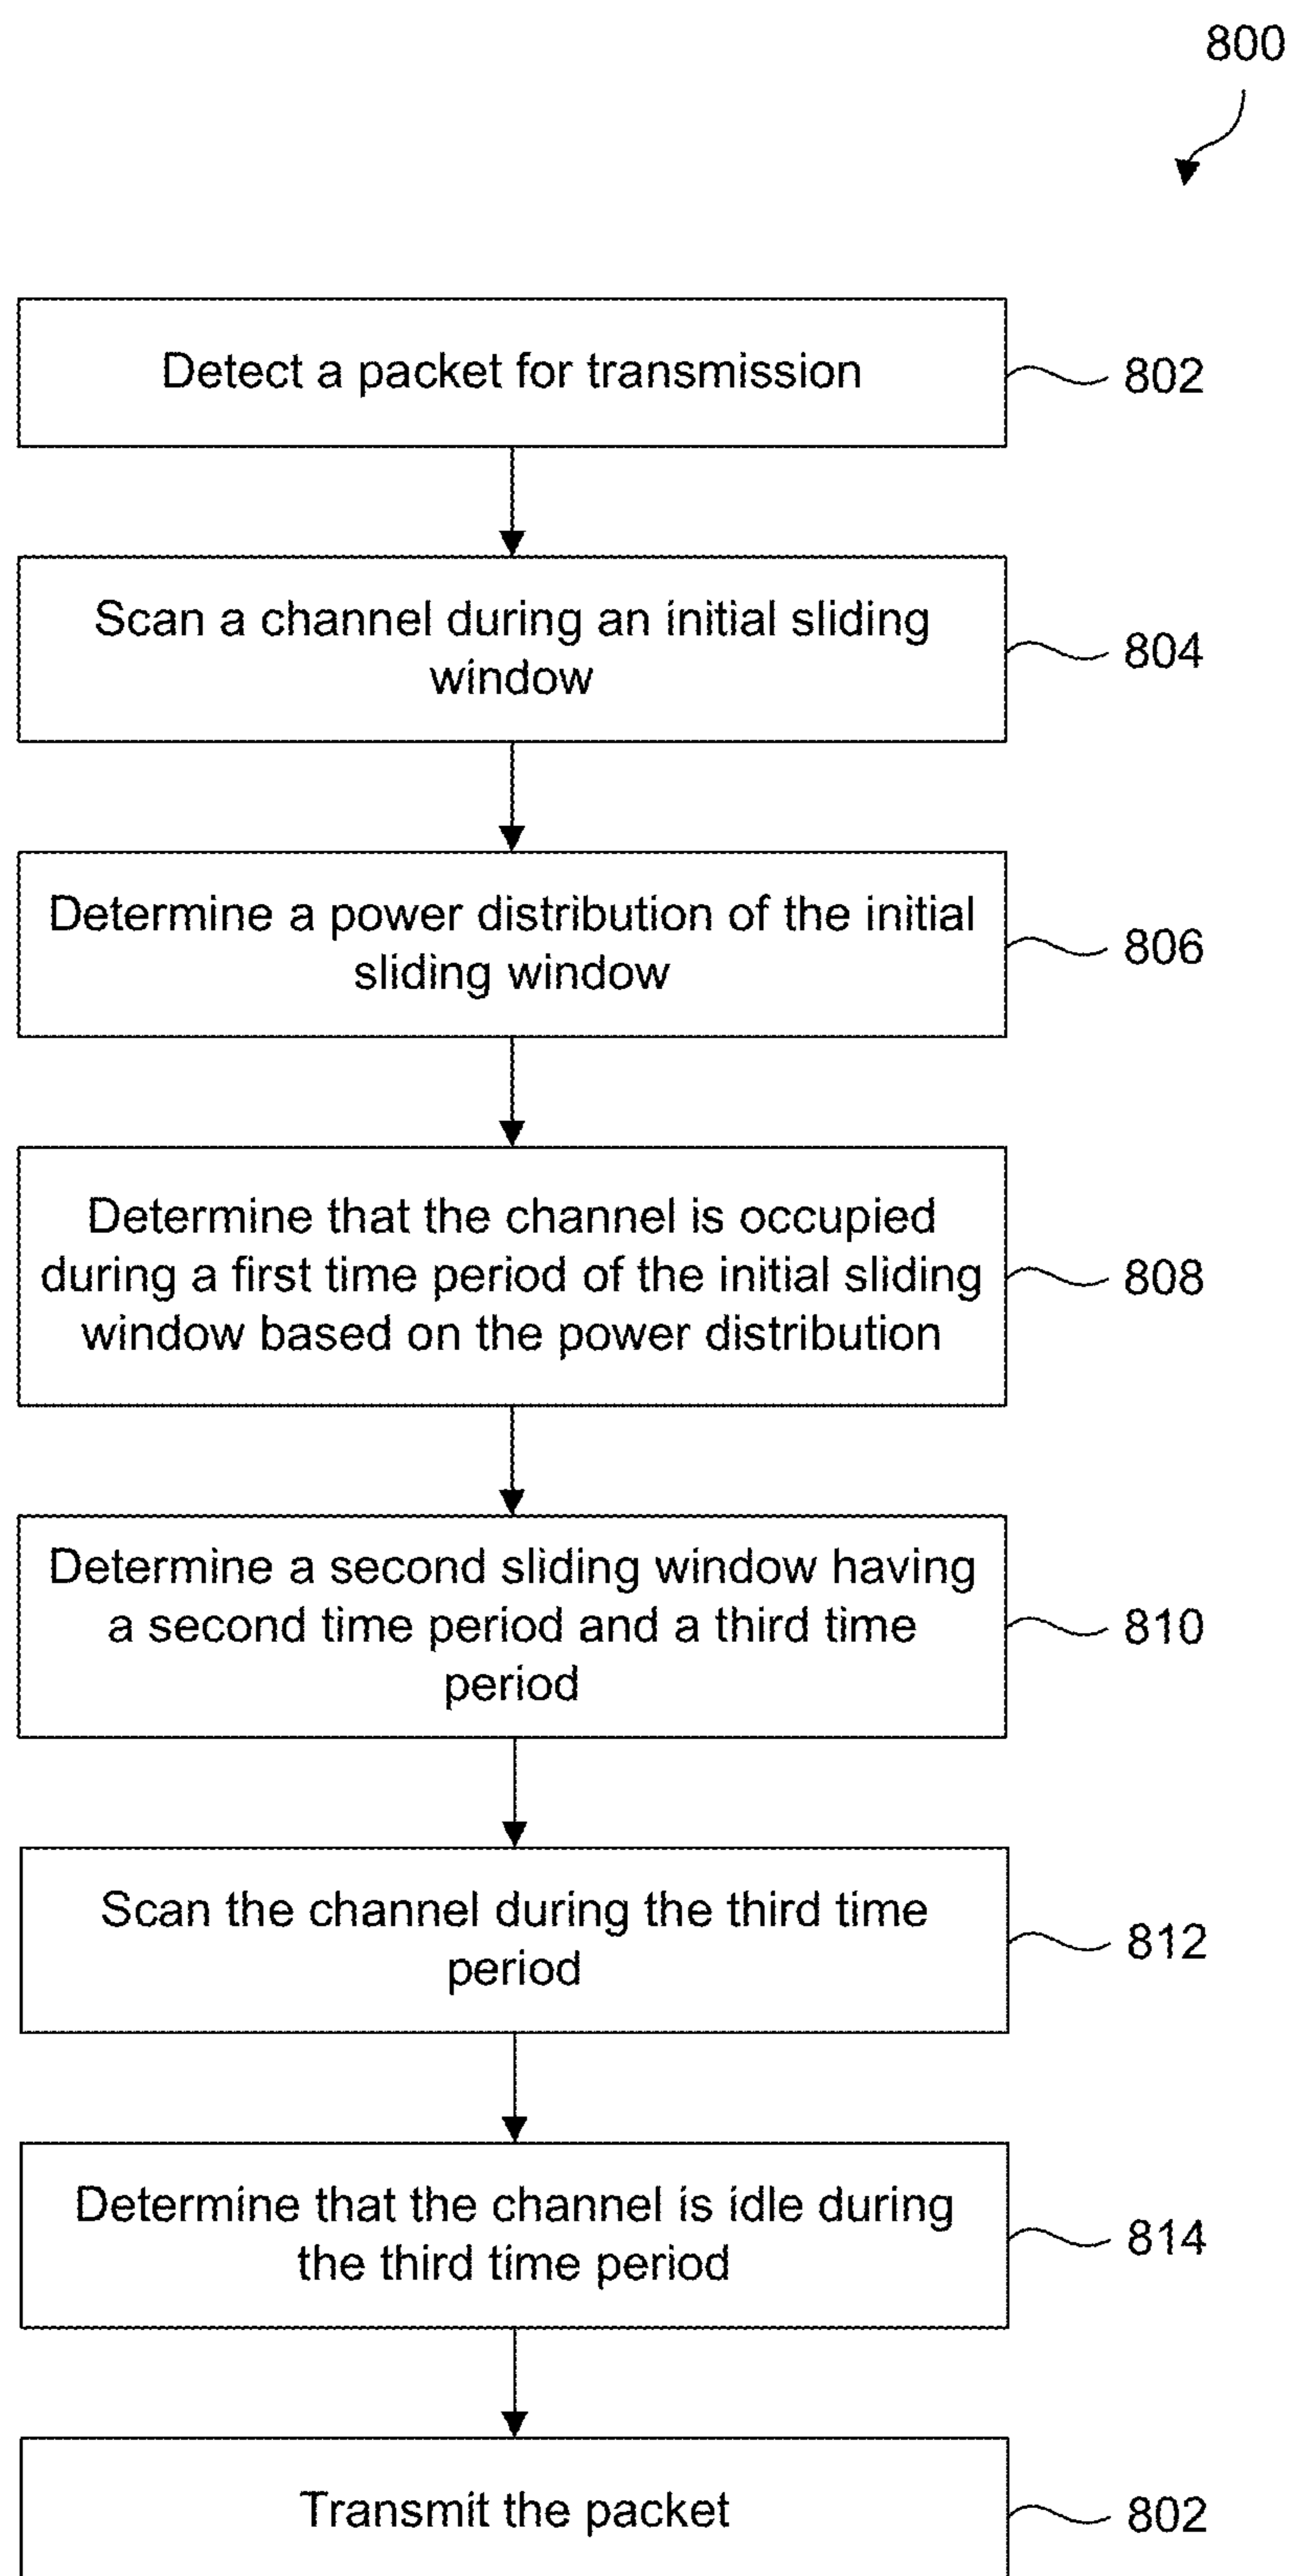 800
Detect a packet for transmission
802
Scan a channel during an initial sliding
window
804
Determine a power distribution of the initial
sliding window
806
Determine that the channel is occupied
during a first time period of the initial sliding
window based on the power distribution
808
Determine a second sliding window having
a second time period and a third time
period
810
Scan the channel during the third time
period
812
Determine that the channel is idle during
the third time period
814
Transmit the packet
802